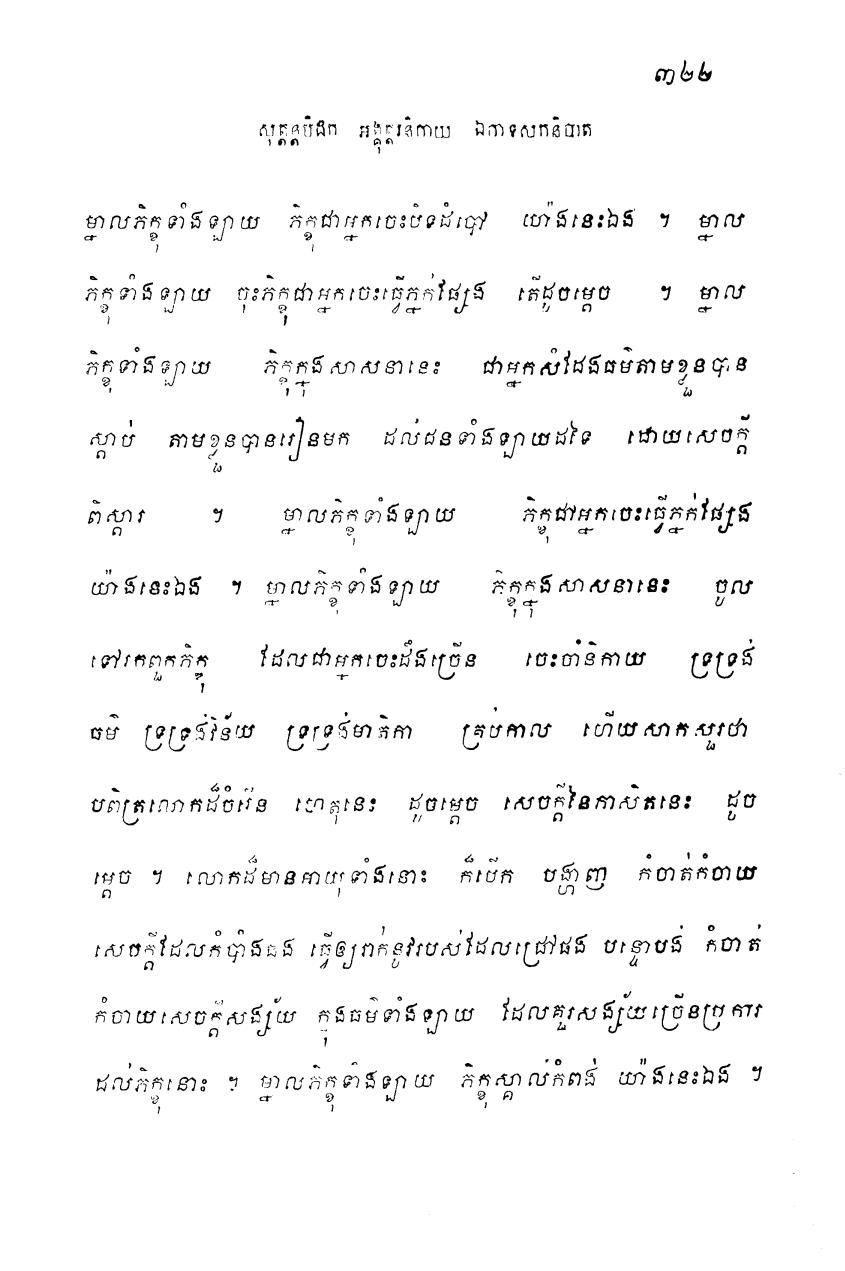 ៣២២
សុត្តន្តបិដក អង្គុត្តរនិកាយ ឯកាទសកនិបាត
ម្នាលភិក្ខុទាំងឡាយ ភិក្ខុជាអ្នកចេះបិទដំបៅ យ៉ាងនេះឯង ។ ម្នាល
ភិក្ខុទាំងឡាយ ចុះភិក្ខុជាអ្នកចេះធ្វើភ្នក់ផ្សែង តើដូចម្តេច ។ ម្នាល
ភិក្ខុទាំងឡាយ ភិក្ខុក្នុងសាសនានេះ ជាអ្នកសំដែងធម៌តាមខ្លួនបាន
ស្តាប់ តាមខ្លួនបានរៀនមក ដល់ជនទាំងឡាយដទៃ ដោយសេចក្តី
ពិស្តារ ។ ម្នាលភិក្ខុទាំងឡាយ ភិក្ខុជាអ្នកចេះធ្វើភ្នក់ផ្សែង
យ៉ាងនេះឯង ។ ម្នាលភិក្ខុទាំងឡាយ ភិក្ខុក្នុងសាសនានេះ ចូល
ទៅរកពួកភិក្ខុ ដែលជាអ្នកចេះដឹងច្រើន ចេះចាំនិកាយ ទ្រទ្រង់
ធម៌ ទ្រទ្រង់វិន័យ ទ្រទ្រង់មាតិកា គ្រប់កាល ហើយសាកសួរថា
បពិត្រលោកដ៏ចំរើន ហេតុនេះ ដូចម្តេច សេចក្តីនៃភាសិតនេះ ដូច
ម្តេច ។ លោកដ៏មានអាយុទាំងនោះ ក៏បើក បង្ហាញ កំចាត់កំចាយ
សេចក្តីដែលកំបាំងផង ធ្វើឲ្យរាក់នូវរបស់ដែលជ្រៅផង បន្ទោបង់ កំចាត់
កំចាយសេចក្តីសង្ស័យ ក្នុងធម៌ទាំងឡាយ ដែលគួរសង្ស័យច្រើនប្រការ
ដល់ភិក្ខុនោះ ។ ម្នាលភិក្ខុទាំងឡាយ ភិក្ខុស្គាល់កំពង់ យ៉ាងនេះឯង ។